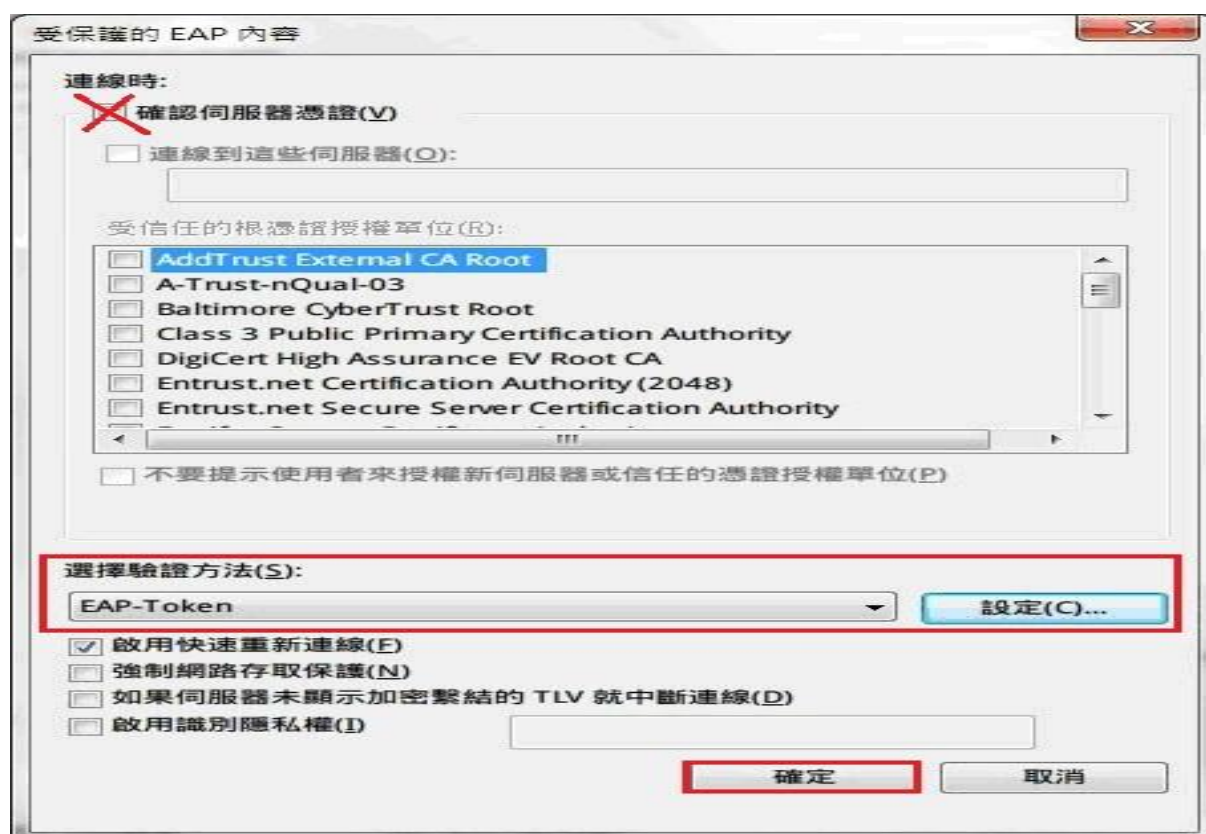 受保護的 EAP 內容
連線時:
確認伺服器憑證(V)
連線到這些伺服器(O):
受信任的根憑證授權單位(R):
AddTrust External CA Root
A-Trust-nQual-03
Baltimore CyberTrust Root
Class 3 Public Primary Certification Authority
DigiCert High Assurance EV Root CA
Entrust.net Certification Authority (2048)
Entrust.net Secure Server Certification Authority
不要提示使用者來授權新伺服器或信任的憑證授權單位(P)
選擇驗證方法(S):
EAP-Token 設定(C)...
啟用快速重新連線(F)
強制網路存取保護(N)
如果伺服器未顯示加密繫結的 TLV 就中斷連線(D)
啟用識別隱私權(I)
確定 取消